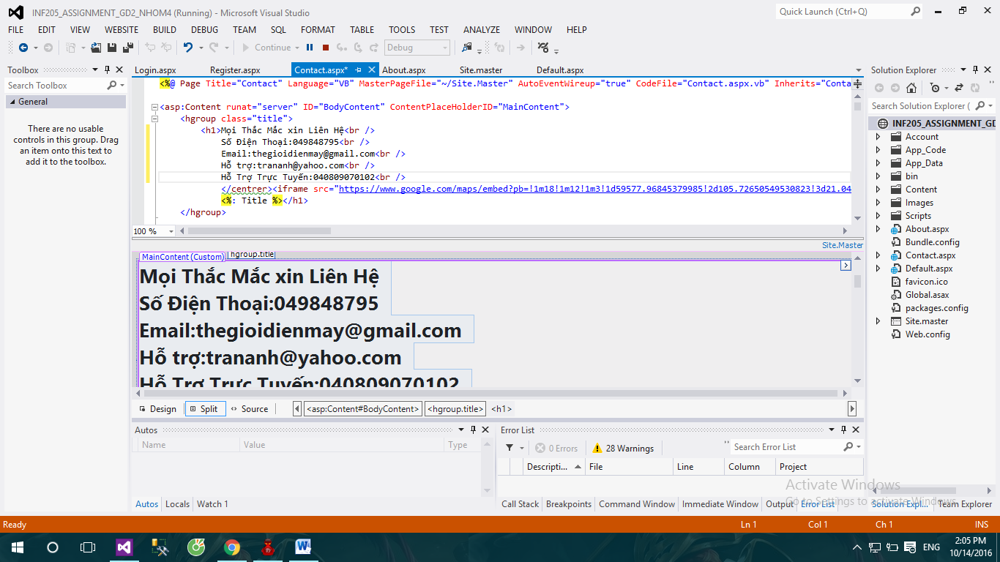 INF205_ASSIGNMENT_GD2_NHOM4 (Running) - Microsoft Visual Studio
Quick Launch (Ctrl+Q)
FILE EDIT VIEW WEBSITE BUILD DEBUG TEAM SQL FORMAT TABLE TOOLS TEST ANALYZE WINDOW HELP
Continue Debug
Toolbox
Search Toolbox
General
There are no usable
controls in this group. Drag
an item onto this text to
add it to the toolbox.
Login.aspx Register.aspx Contact.aspx* About.aspx Site.master Default.aspx
<%@ Page Title="Contact" Language="VB" MasterPageFile="~/Site.Master" AutoEventWireup="true" CodeFile="Contact.aspx.vb" Inherits="Conta
<asp:Content runat="server" ID="BodyContent" ContentPlaceHolderID="MainContent">
<hgroup class="title">
<h1>Mọi Thắc Mắc xin Liên Hệ<br />
Số Điện Thoại:049848795<br />
Email:thegioidienmay@gmail.com<br />
Hỗ trợ:trananh@yahoo.com<br />
Hỗ Trợ Trực Tuyến:040809070102<br />
</centrer><iframe src="https://www.google.com/maps/embed?pb=!1m18!1m12!1m3!1d59577.96845379985!2d105.72650549530823!3d21.04
<%: Title %></h1>
</hgroup>
100 %
Site.Master
MainContent (Custom) hgroup.title
Mọi Thắc Mắc xin Liên Hệ
Số Điện Thoại:049848795
Email:thegioidienmay@gmail.com
Hỗ trợ:trananh@yahoo.com
Hỗ Trợ Trực Tuyến:040809070102
Design Split Source <asp:Content#BodyContent> <hgroup.title> <h1>
Autos
Name Value Type
Autos Locals Watch 1
Error List
0 Errors 28 Warnings Search Error List
Descripti... File Line Column Project
Call Stack Breakpoints Command Window Immediate Window Output Error List
Solution Explorer
Search Solution Explorer (
INF205_ASSIGNMENT_GD
Account
App_Code
App_Data
bin
Content
Images
Scripts
About.aspx
Bundle.config
Contact.aspx
Default.aspx
favicon.ico
Global.asax
packages.config
Site.master
Web.config
Activate Windows
Go to Settings to activate Windows.
Solution Expl... Team Explorer
Ready Ln 1 Col 1 Ch 1 INS
ENG
2:05 PM
10/14/2016